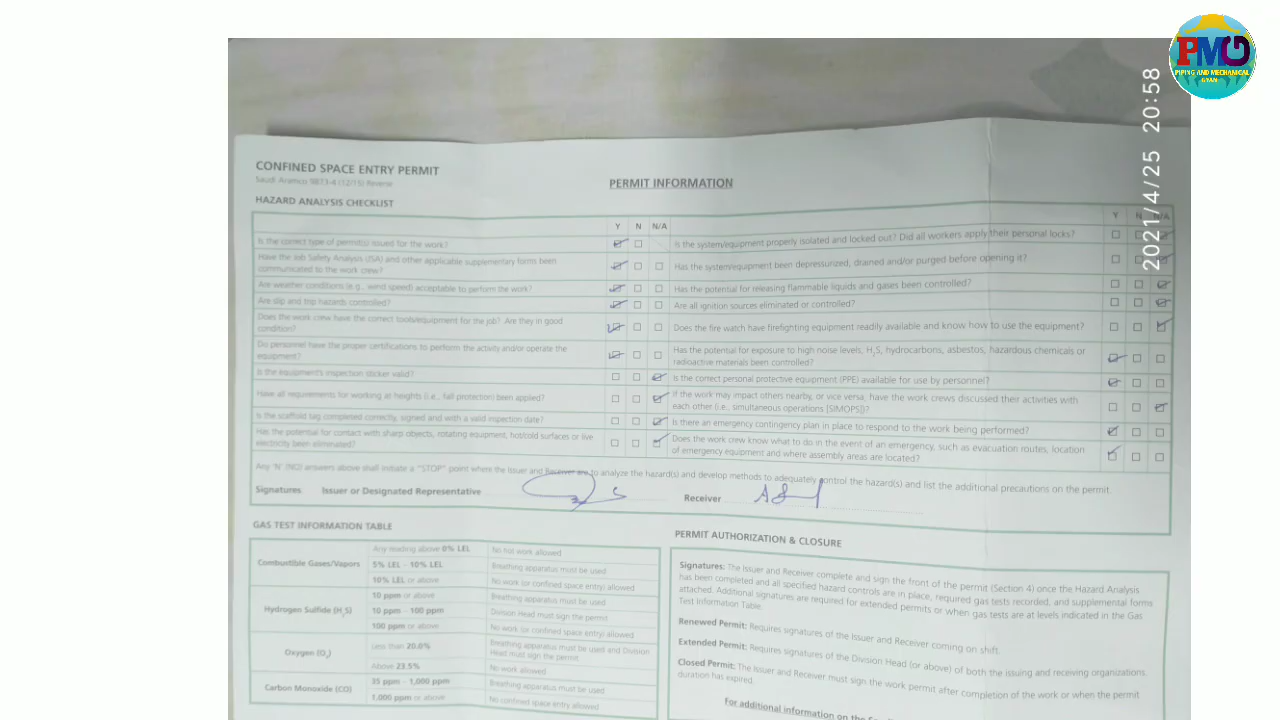 PMG
PIPING AND MECHANICAL
GYAN
2021/4/25 20:58
CONFINED SPACE ENTRY PERMIT
Saudi Aramco 9873-4 (12/15) Reverse
PERMIT INFORMATION
HAZARD ANALYSIS CHECKLIST
Y N N/A
Is the correct type of permit(s) issued for the work?
Have the Job Safety Analysis (JSA) and other applicable supplementary forms been
communicated to the work crew?
Are weather conditions (e.g., wind speed) acceptable to perform the work?
Are slip and trip hazards controlled?
Does the work crew have the correct tools/equipment for the job? Are they in good
condition?
Do personnel have the proper certifications to perform the activity and/or operate the
equipment?
Is the equipment's inspection sticker valid?
Have all requirements for working at heights (i.e., fall protection) been applied?
Is the scaffold tag completed correctly, signed and with a valid inspection date?
Has the potential for contact with sharp objects, rotating equipment, hot/cold surfaces or live
electricity been eliminated?
Y N N/A
Is the system/equipment properly isolated and locked out? Did all workers apply their personal locks?
Has the system/equipment been depressurized, drained and/or purged before opening it?
Has the potential for releasing flammable liquids and gases been controlled?
Are all ignition sources eliminated or controlled?
Does the fire watch have firefighting equipment readily available and know how to use the equipment?
Has the potential for exposure to high noise levels, H2S, hydrocarbons, asbestos, hazardous chemicals or
radioactive materials been controlled?
Is the correct personal protective equipment (PPE) available for use by personnel?
If the work may impact others nearby, or vice versa, have the work crews discussed their activities with
each other (i.e., simultaneous operations [SIMOPS])?
Is there an emergency contingency plan in place to respond to the work being performed?
Does the work crew know what to do in the event of an emergency, such as evacuation routes, location
of emergency equipment and where assembly areas are located?
Any 'N' (NO) answers above shall initiate a "STOP" point where the Issuer and Receiver are to analyze the hazard(s) and develop methods to adequately control the hazard(s) and list the additional precautions on the permit.
Signatures Issuer or Designated Representative Receiver
GAS TEST INFORMATION TABLE
Combustible Gases/Vapors
Any reading above 0% LEL No hot work allowed
5% LEL - 10% LEL Breathing apparatus must be used
10% LEL or above No work (or confined space entry) allowed
Hydrogen Sulfide (H2S)
10 ppm or above Breathing apparatus must be used
10 ppm - 100 ppm Division Head must sign the permit
100 ppm No work (or confined space entry) allowed
Oxygen (O2)
Less than 20.0% Breathing apparatus must be used and Division
Head must sign the permit
Above 23.5% No work allowed
Carbon Monoxide (CO)
35 ppm - 1,000 ppm Breathing apparatus must be used
1,000 ppm or above No confined space entry allowed
PERMIT AUTHORIZATION & CLOSURE
Signatures: The Issuer and Receiver complete and sign the front of the permit (Section 4) once the Hazard Analysis
has been completed and all specified hazard controls are in place, required gas tests recorded, and supplemental forms
attached. Additional signatures are required for extended permits or when gas tests are at levels indicated in the Gas
Test Information Table.
Renewed Permit: Requires signatures of the Issuer and Receiver coming on shift.
Extended Permit: Requires signatures of the Division Head (or above) of both the issuing and receiving organizations
Closed Permit: The Issuer and Receiver must sign the work permit after completion of the work or when the permit
duration has expired.
For additional information on the